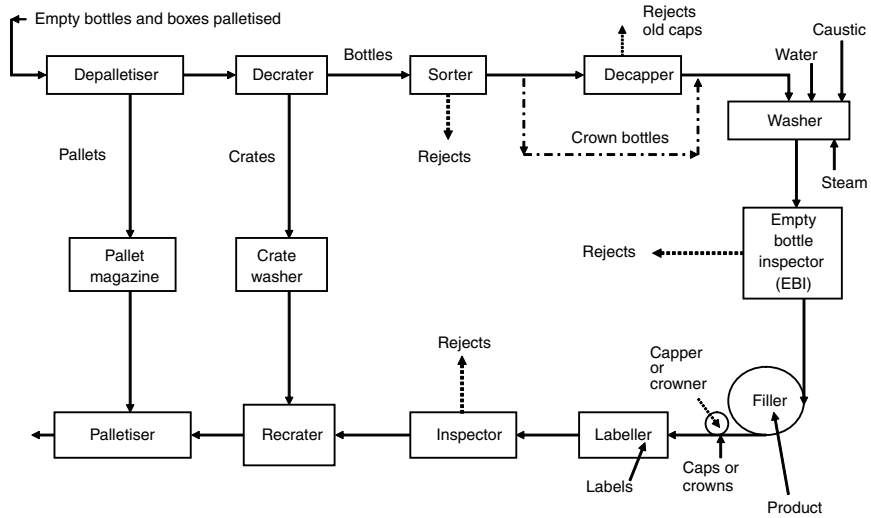 Empty bottles and boxes palletised
Rejects
old caps
Caustic
Water
Bottles
Depalletiser
Decrater
Sorter
Decapper
Washer
Crown bottles
Pallets
Crates
Rejects
Steam
Empty
bottle
inspector
(EBI)
Rejects
Pallet
magazine
Crate
washer
Rejects
Capper
or
crowner
Filler
Palletiser
Recrater
Inspector
Labeller
Caps or
crowns
Labels
Product